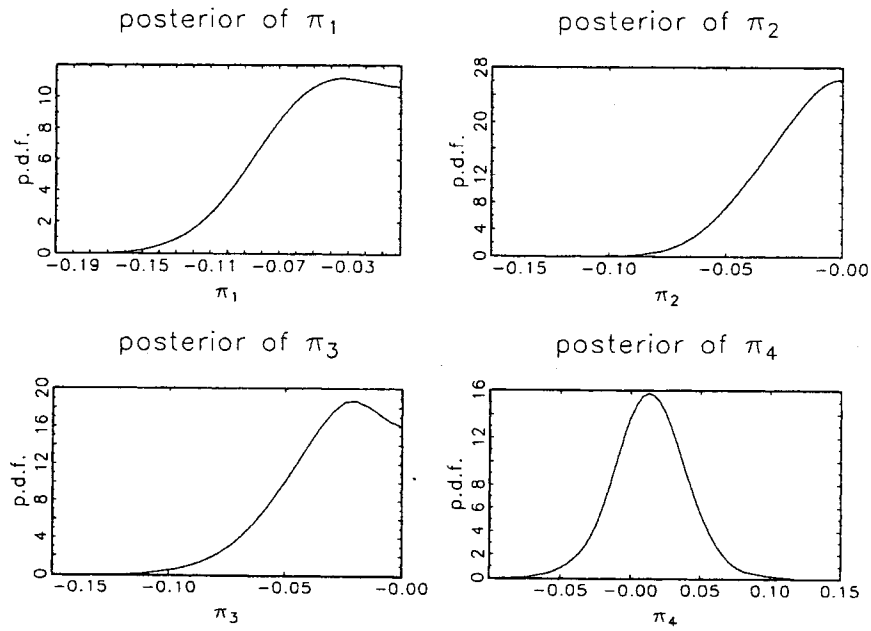 posterior of π₁
p.d.f.
10
8
6
4
2
0
-0.19 -0.15 -0.11 -0.07 -0.03
π₁
posterior of π₂
p.d.f.
28
24
20
16
12
8
4
0
-0.15 -0.10 -0.05 -0.00
π₂
posterior of π₃
p.d.f.
20
16
12
8
4
0
-0.15 -0.10 -0.05 -0.00
π₃
posterior of π₄
p.d.f.
16
12
8
4
0
-0.05 -0.00 0.05 0.10 0.15
π₄